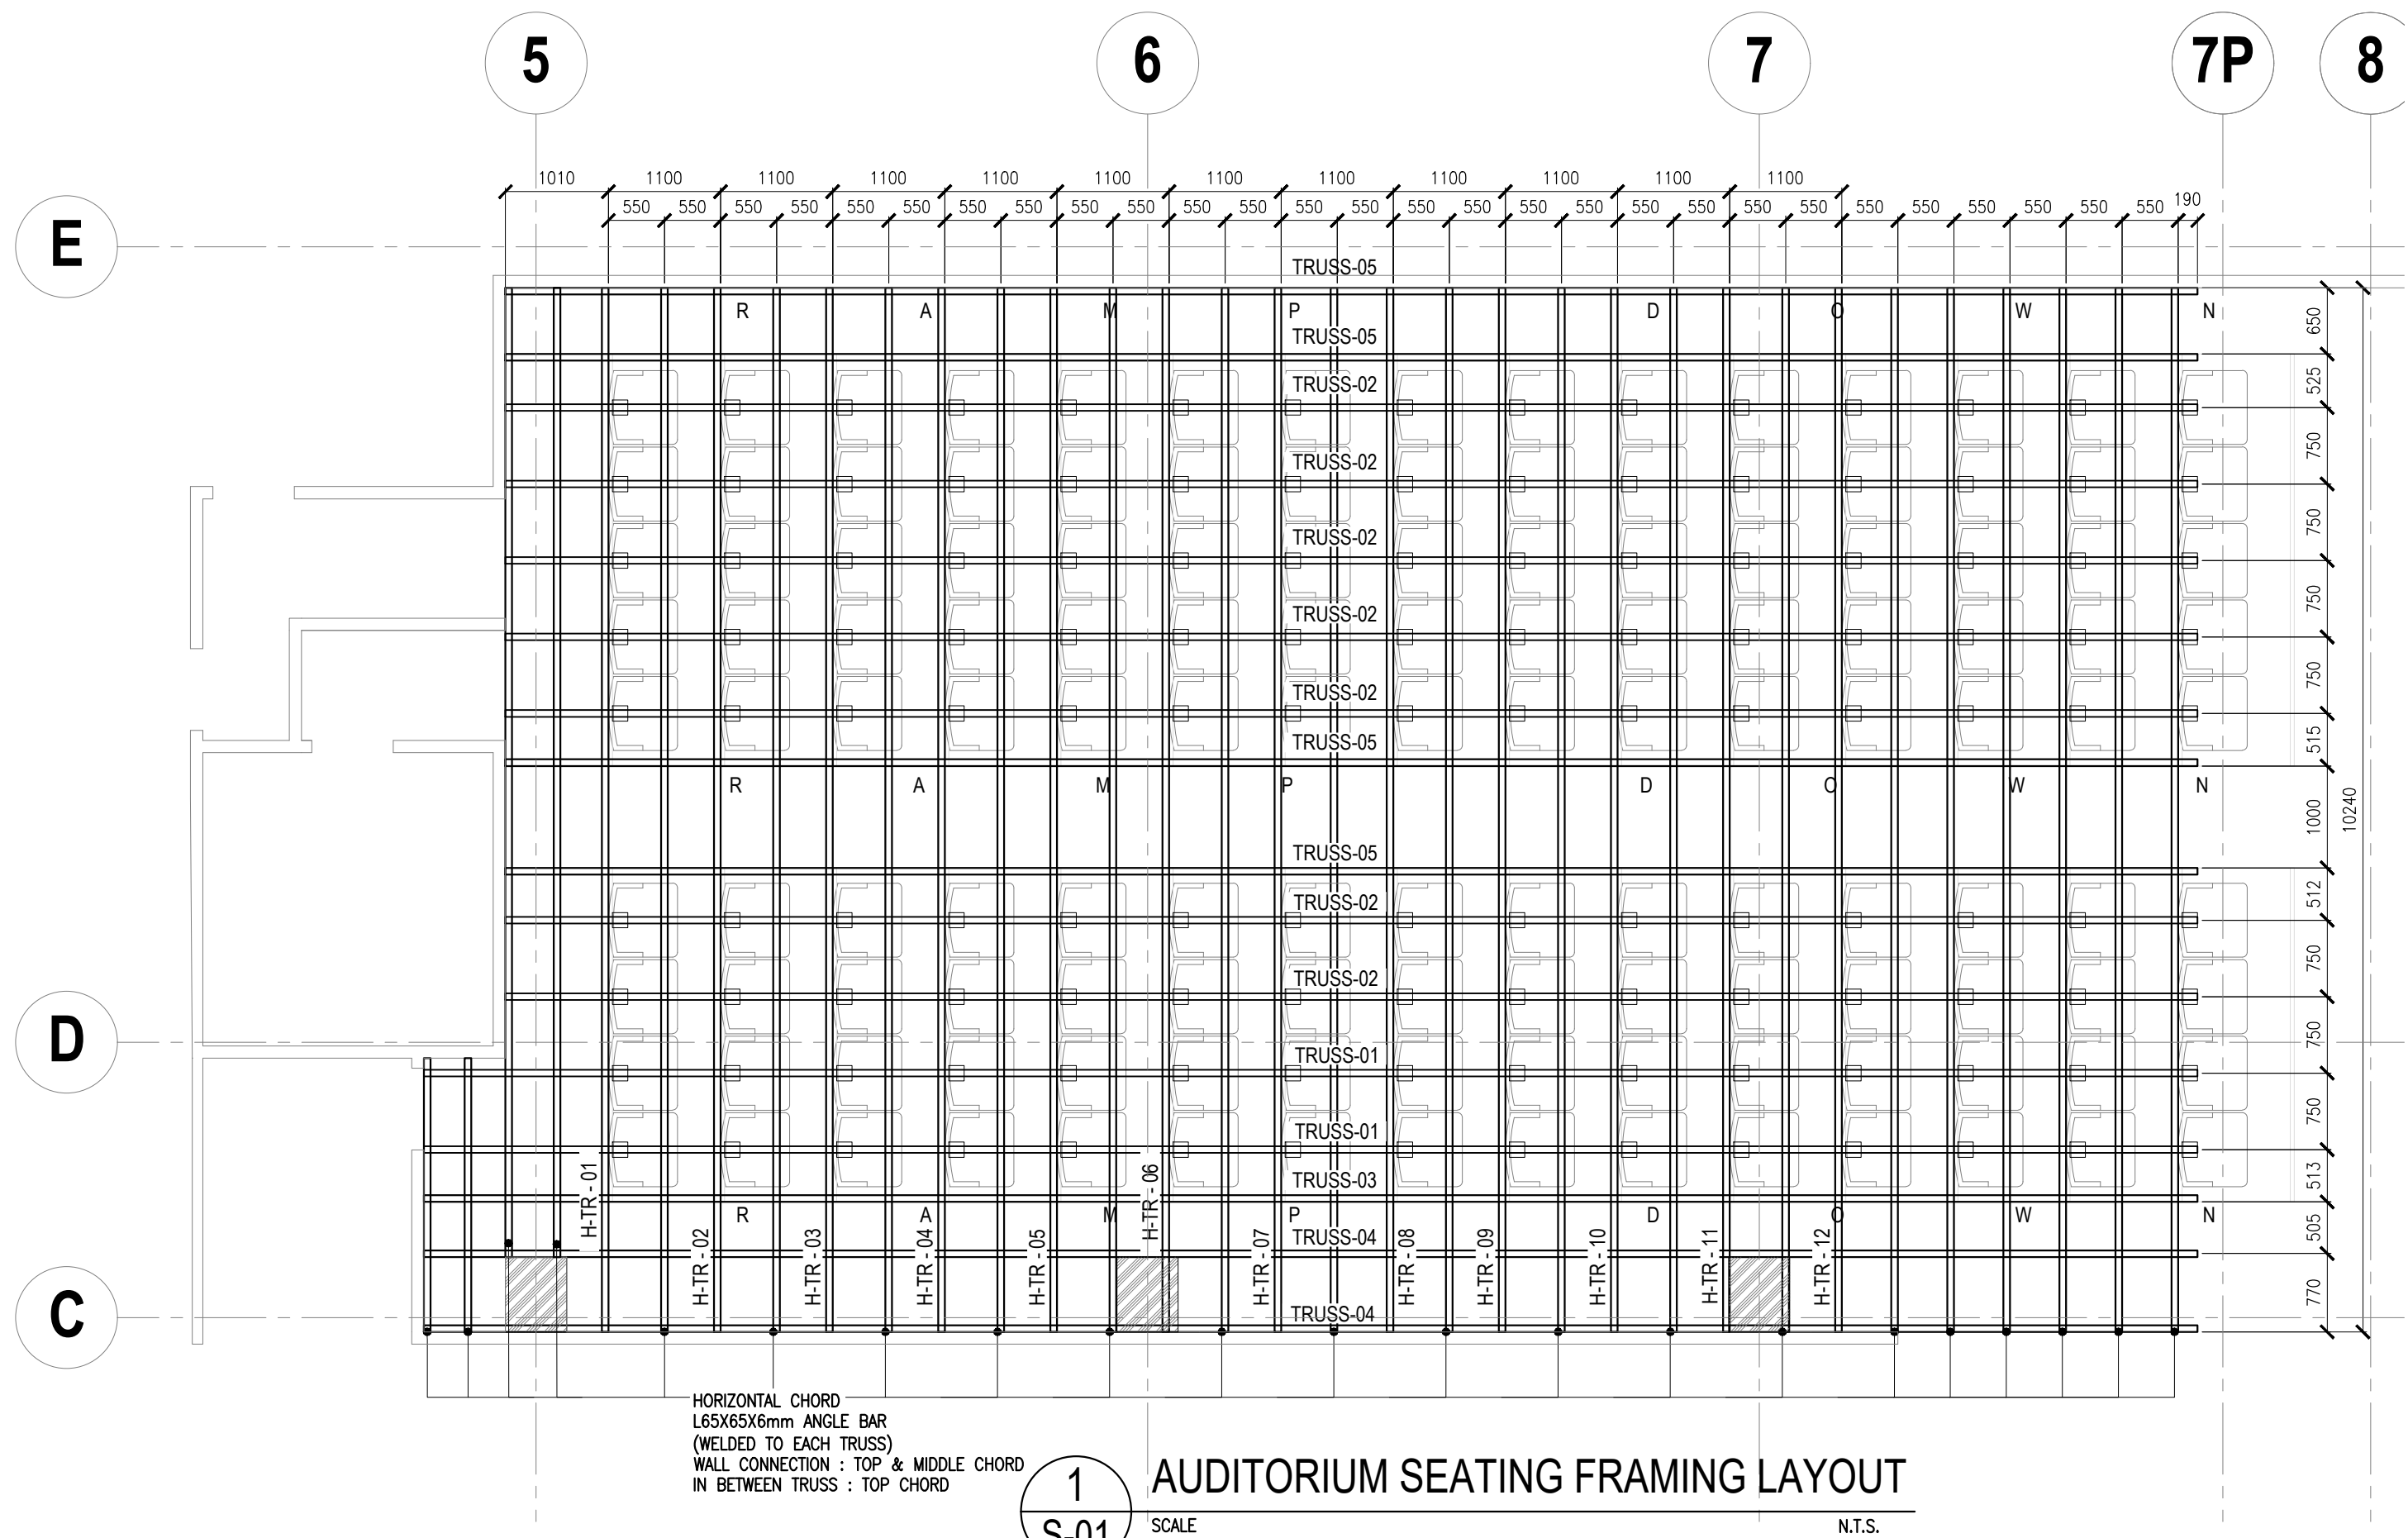 5 6 7 7P 8
1010 1100 1100 1100 1100 1100 1100 1100 1100 1100 1100 1100
550 550 550 550 550 550 550 550 550 550 550 550 550 550 550 550 550 550 550 550 550 550 550 550 550 550 550 550 190
E
TRUSS-05
R A M P D O W N
650
TRUSS-05
525
TRUSS-02
750
TRUSS-02
750
TRUSS-02
750
TRUSS-02
750
TRUSS-02
515
TRUSS-05
R A M P D O W N
1000
10240
TRUSS-05
512
TRUSS-02
750
TRUSS-02
750
D
TRUSS-01
750
TRUSS-01
513
TRUSS-03
R A M P D O W N
505
TRUSS-04
H-TR - 01
H-TR - 02
H-TR - 03
H-TR - 04
H-TR - 05
H-TR - 06
H-TR - 07
H-TR - 08
H-TR - 09
H-TR - 10
H-TR - 11
H-TR - 12
770
C
TRUSS-04
HORIZONTAL CHORD
L65X65X6mm ANGLE BAR
(WELDED TO EACH TRUSS)
WALL CONNECTION : TOP & MIDDLE CHORD
IN BETWEEN TRUSS : TOP CHORD
1
S-01
AUDITORIUM SEATING FRAMING LAYOUT
SCALE N.T.S.